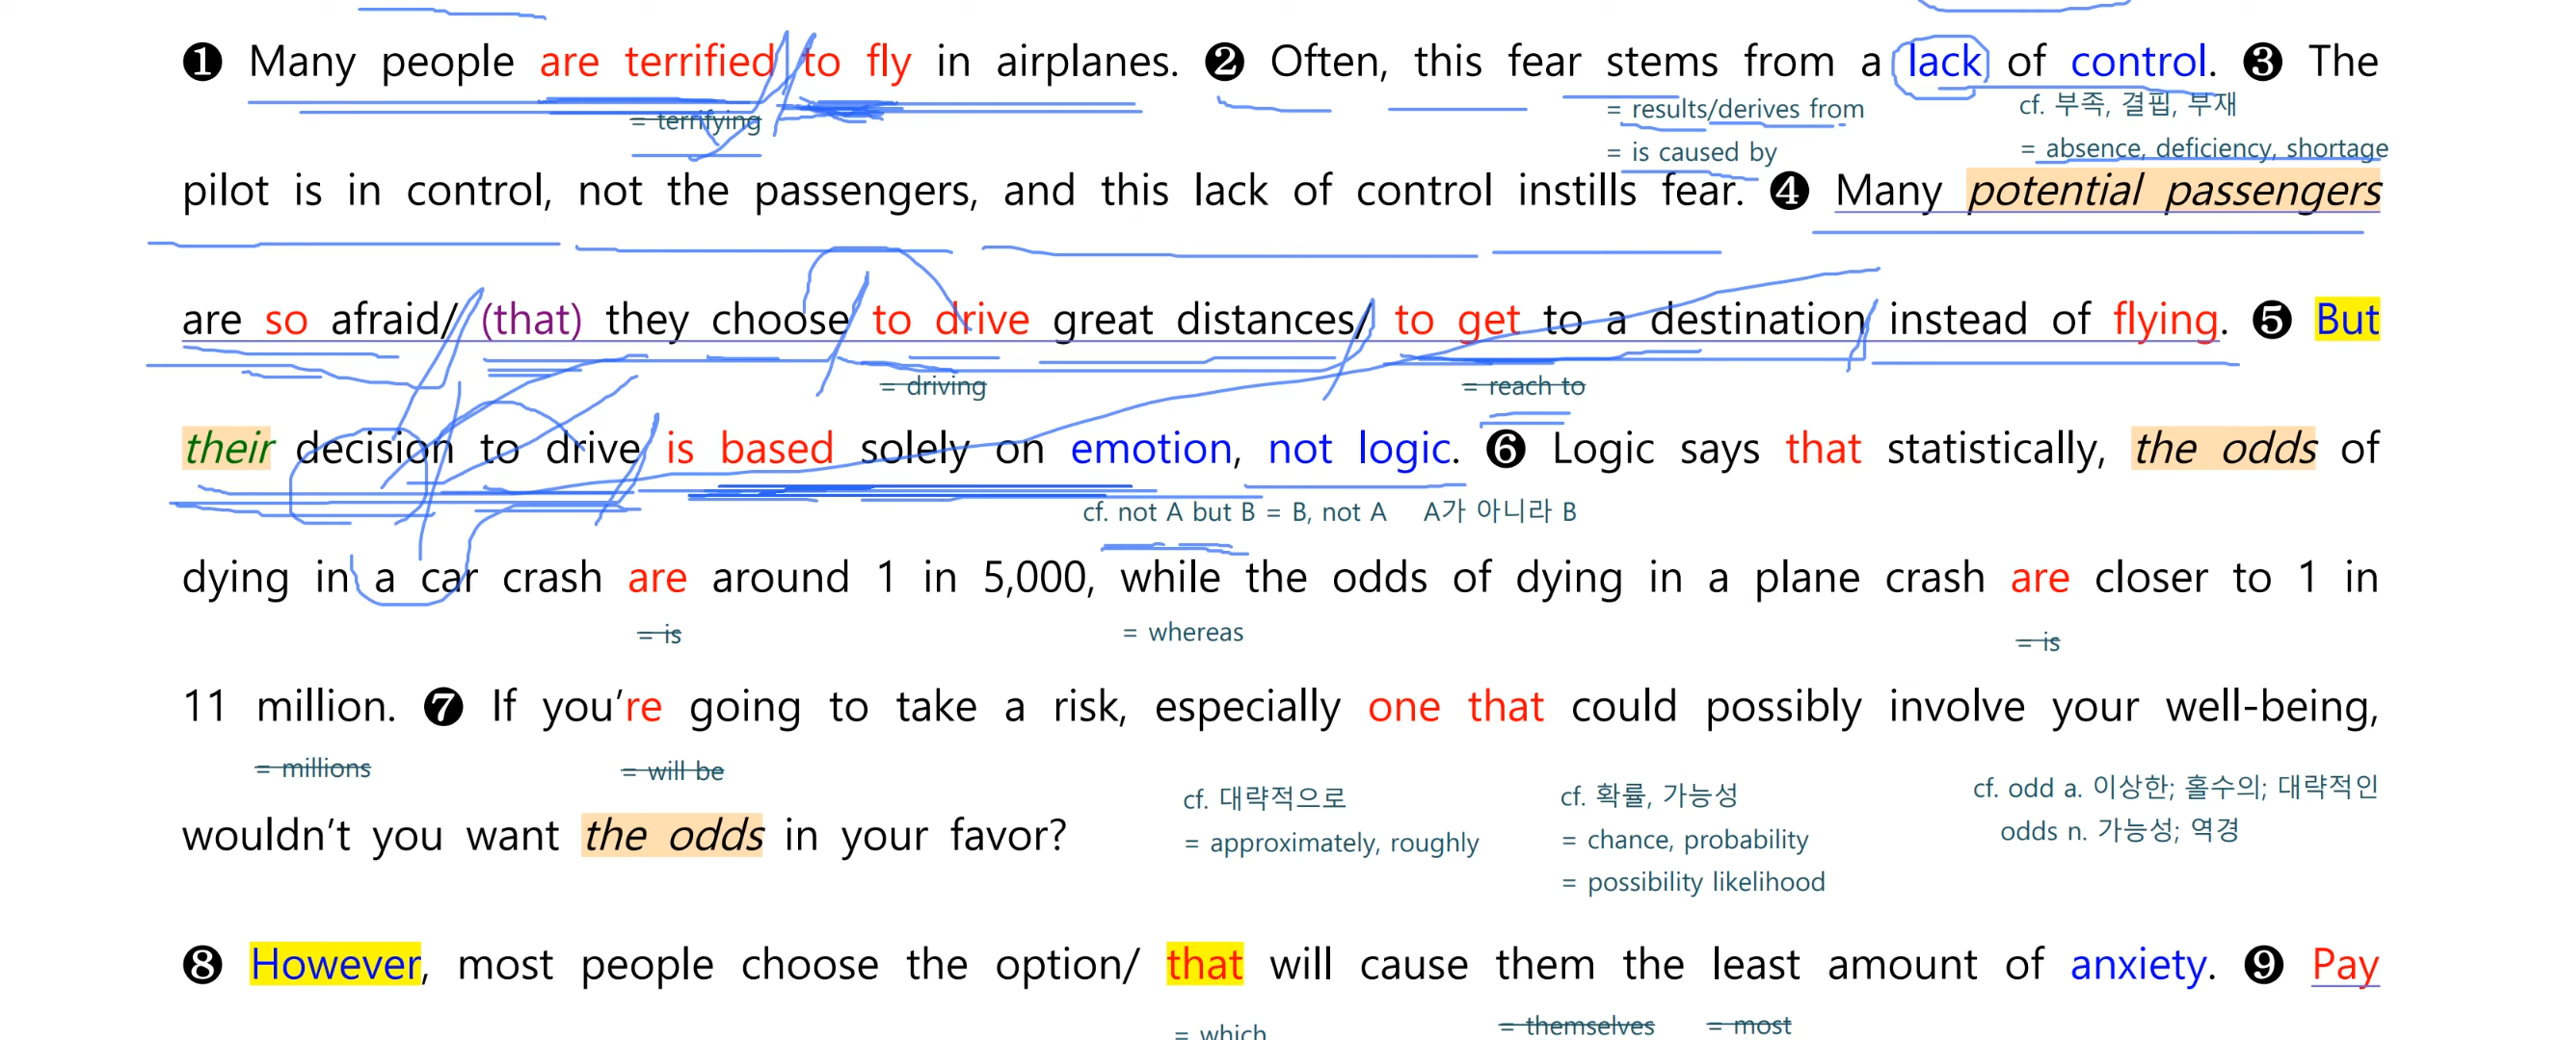 ❶ Many people are terrified/ to fly in airplanes. ❷ Often, this fear stems from a lack of control. ❸ The
= terrifying
= results/derives from
cf. 부족, 결핍, 부재
= is caused by
= absence, deficiency, shortage
pilot is in control, not the passengers, and this lack of control instills fear. ❹ Many potential passengers
are so afraid/ (that) they choose to drive great distances/ to get to a destination instead of flying. ❺ But
= driving
= reach to
their decision to drive is based solely on emotion, not logic. ❻ Logic says that statistically, the odds of
cf. not A but B = B, not A A가 아니라 B
dying in a car crash are around 1 in 5,000, while the odds of dying in a plane crash are closer to 1 in
= is
= whereas
= is
11 million. ❼ If you’re going to take a risk, especially one that could possibly involve your well-being,
= millions
= will be
cf. 대략적으로
cf. 확률, 가능성
cf. odd a. 이상한; 홀수의; 대략적인
wouldn’t you want the odds in your favor?
= approximately, roughly
= chance, probability
odds n. 가능성; 역경
= possibility likelihood
❽ However, most people choose the option/ that will cause them the least amount of anxiety. ❾ Pay
= which
= themselves
= most